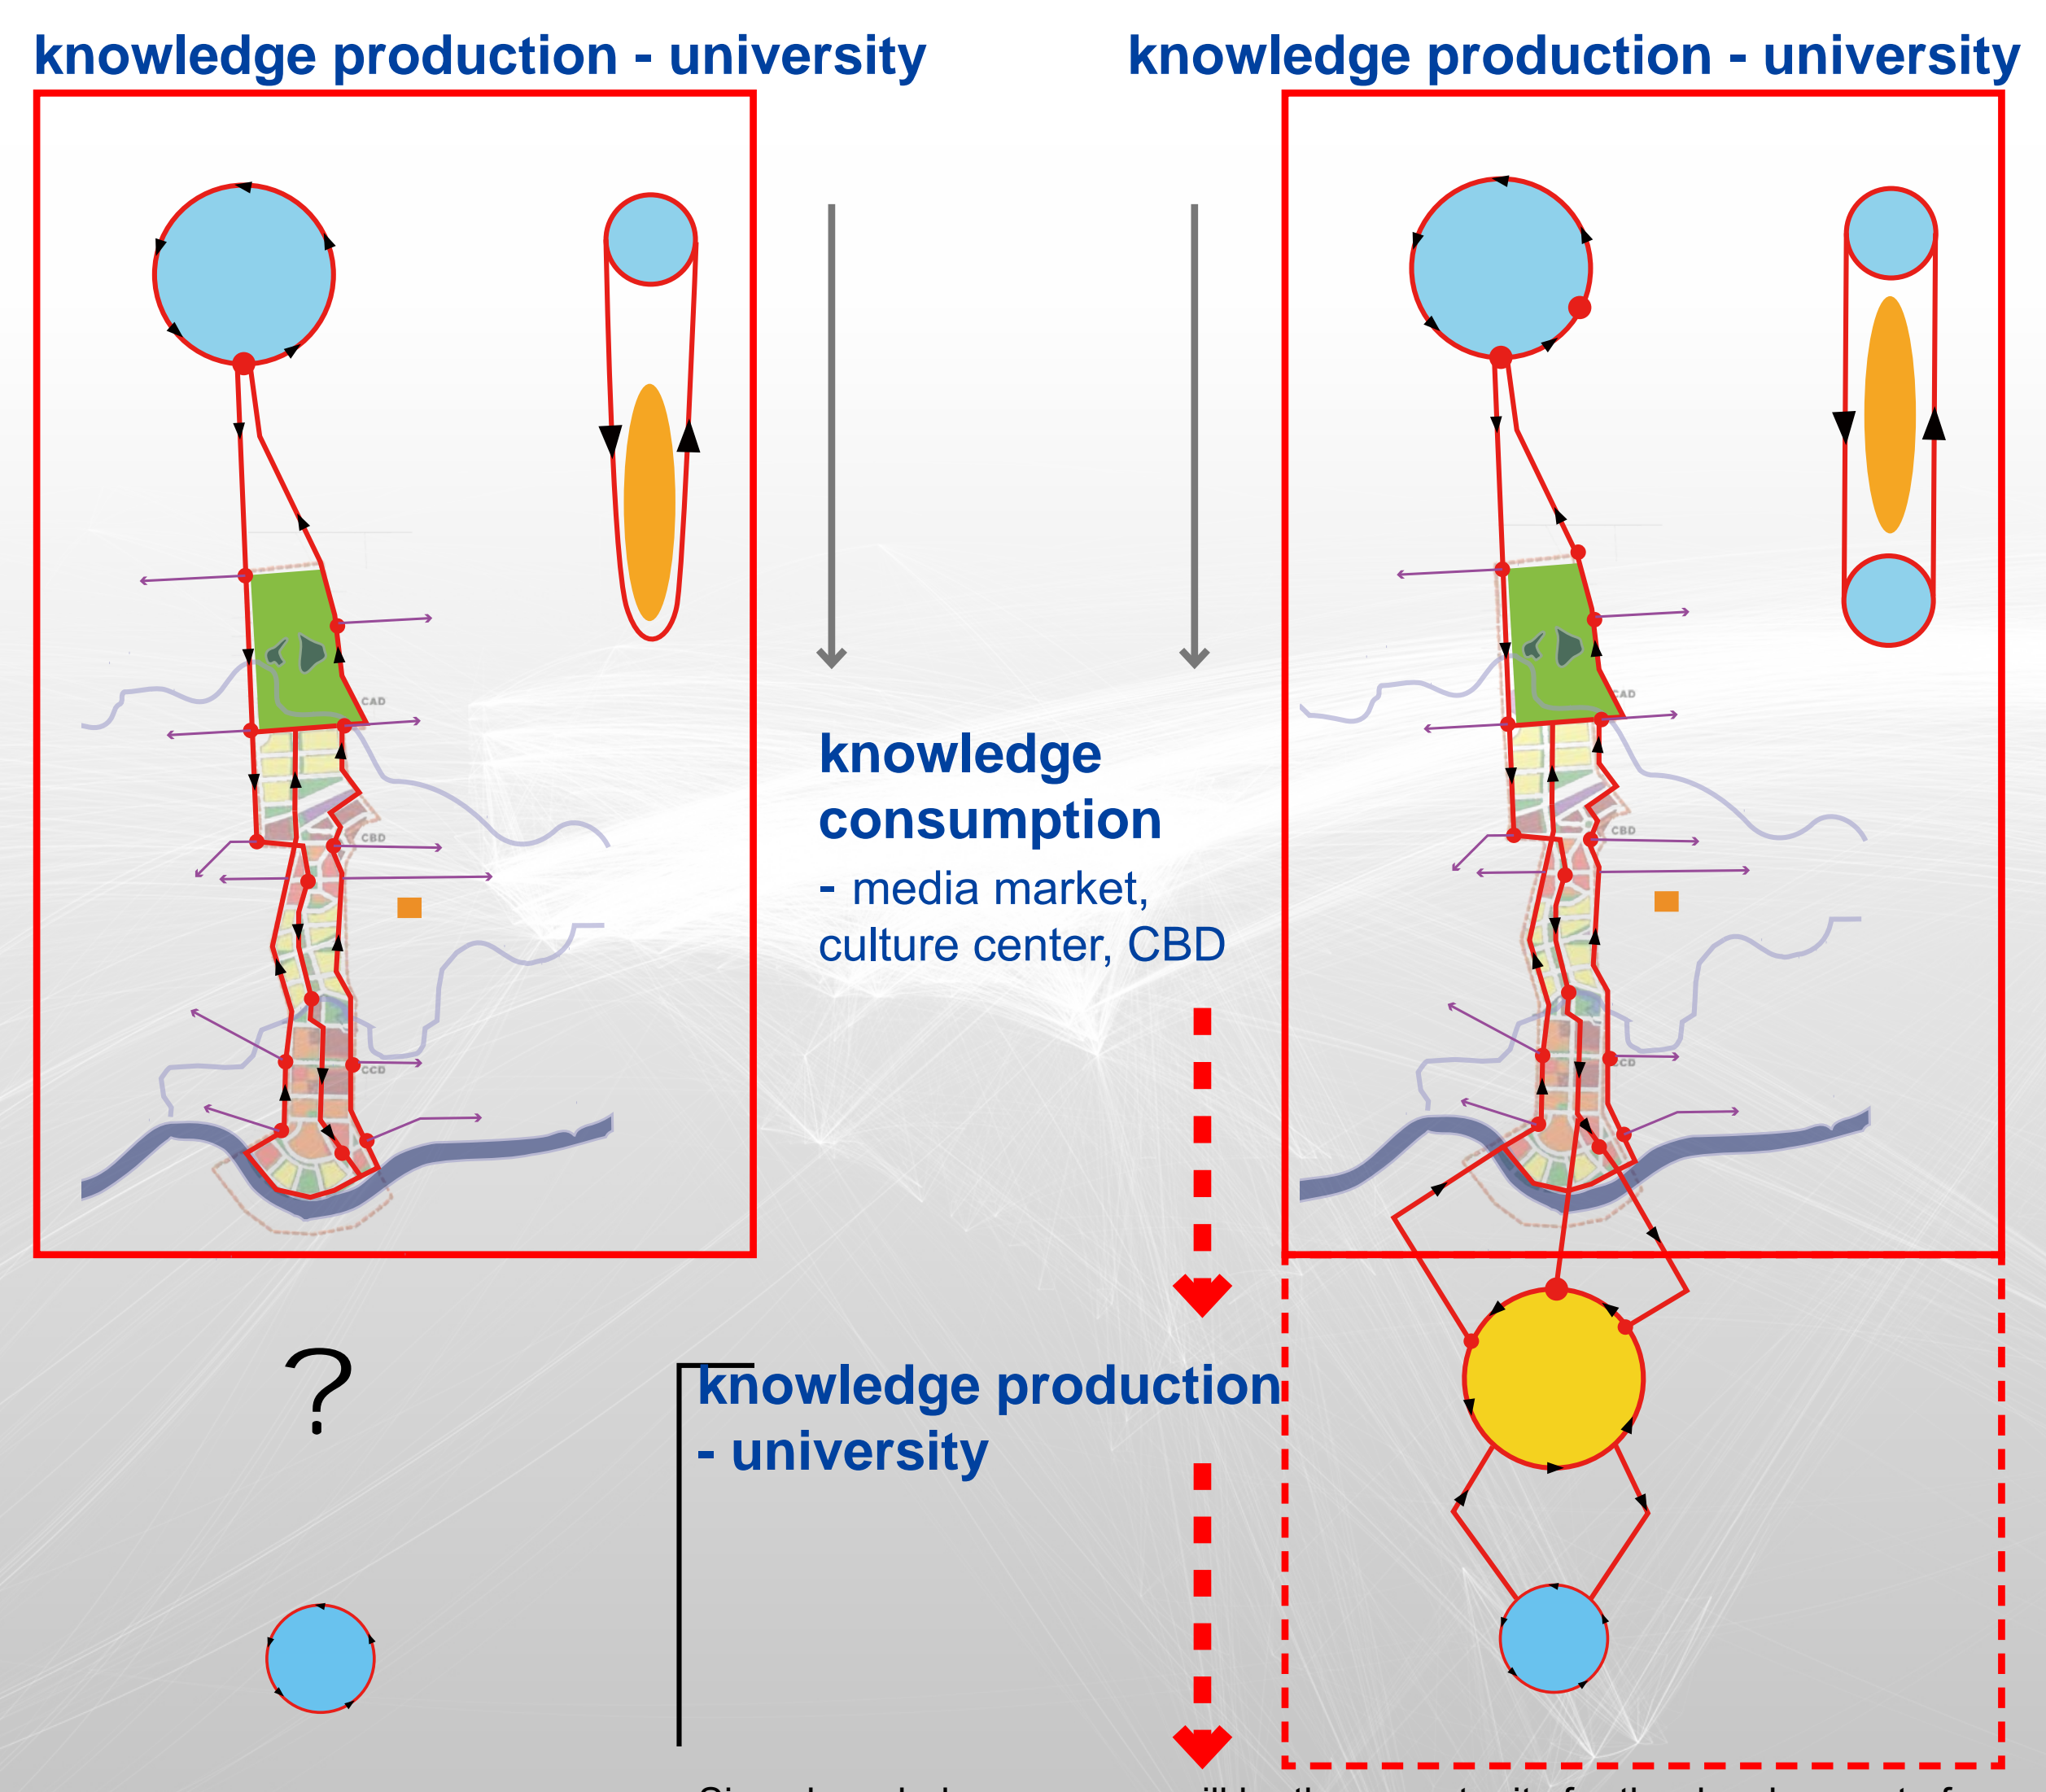 knowledge production - university
knowledge production - university
CAD
CBD
CCD
CAD
CBD
CCD
knowledge
consumption
- media market,
culture center, CBD
?
knowledge production
- university